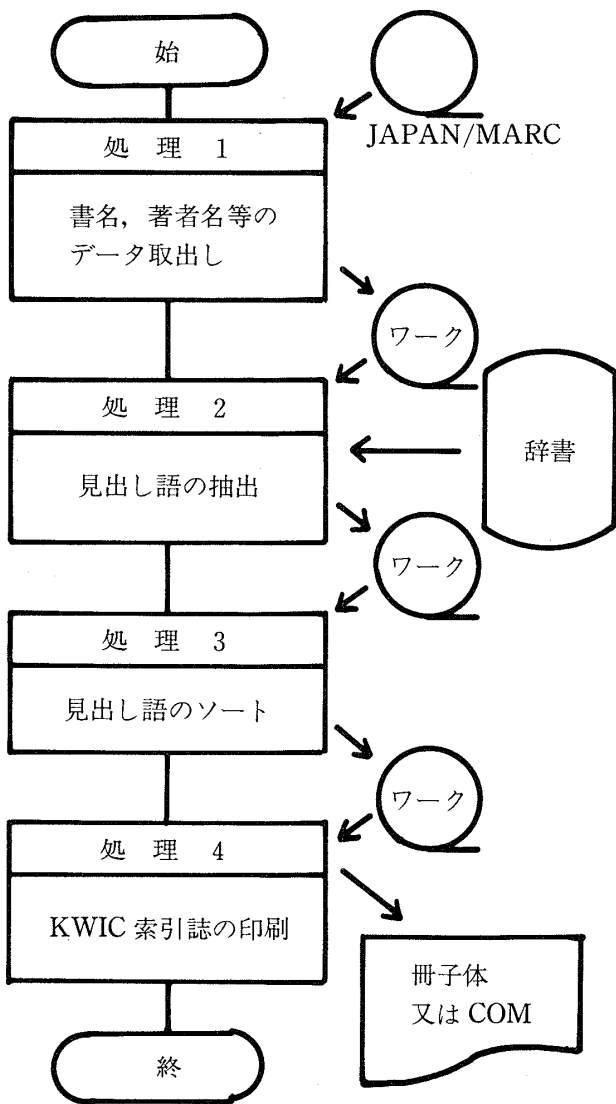 始
JAPAN/MARC
処 理 1
書名, 著者名等の
データ取出し
ワーク
処 理 2
見出し語の抽出
辞書
ワーク
処 理 3
見出し語のソート
ワーク
処 理 4
KWIC 索引誌の印刷
冊子体
又は COM
終